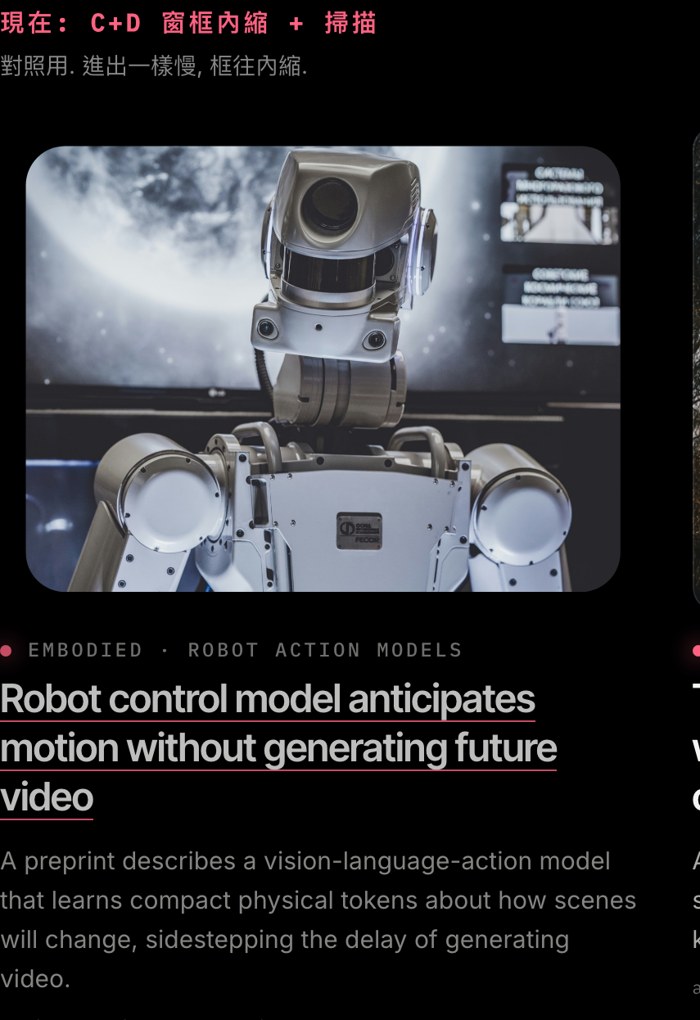 現在: C+D 窗框內縮 + 掃描
對照用. 進出一樣慢, 框往內縮.
EMBODIED · ROBOT ACTION MODELS
Robot control model anticipates
motion without generating future
video
A preprint describes a vision-language-action model
that learns compact physical tokens about how scenes
will change, sidestepping the delay of generating
video.